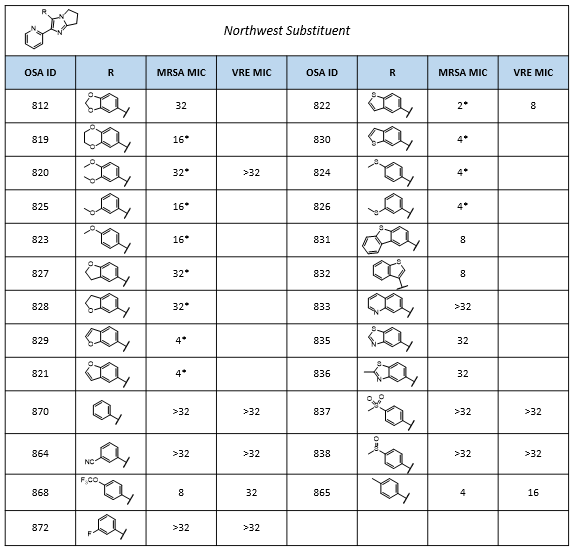 Northwest Substituent
R N N N
OSA ID R MRSA MIC VRE MIC OSA ID R MRSA MIC VRE MIC
812 O O 32 822 S 2* 8
819 O O 16* 830 S 4*
820 O O 32* >32 824 S 4*
825 O 16* 826 S 4*
823 O 16* 831 S 8
827 O 32* 832 S 8
828 O 32* 833 N >32
829 O 4* 835 S N 32
821 O 4* 836 S N 32
870 >32 >32 837 O O S >32 >32
864 NC >32 >32 838 O S >32 >32
868 F3CO 8 32 865 4 16
872 F >32 >32